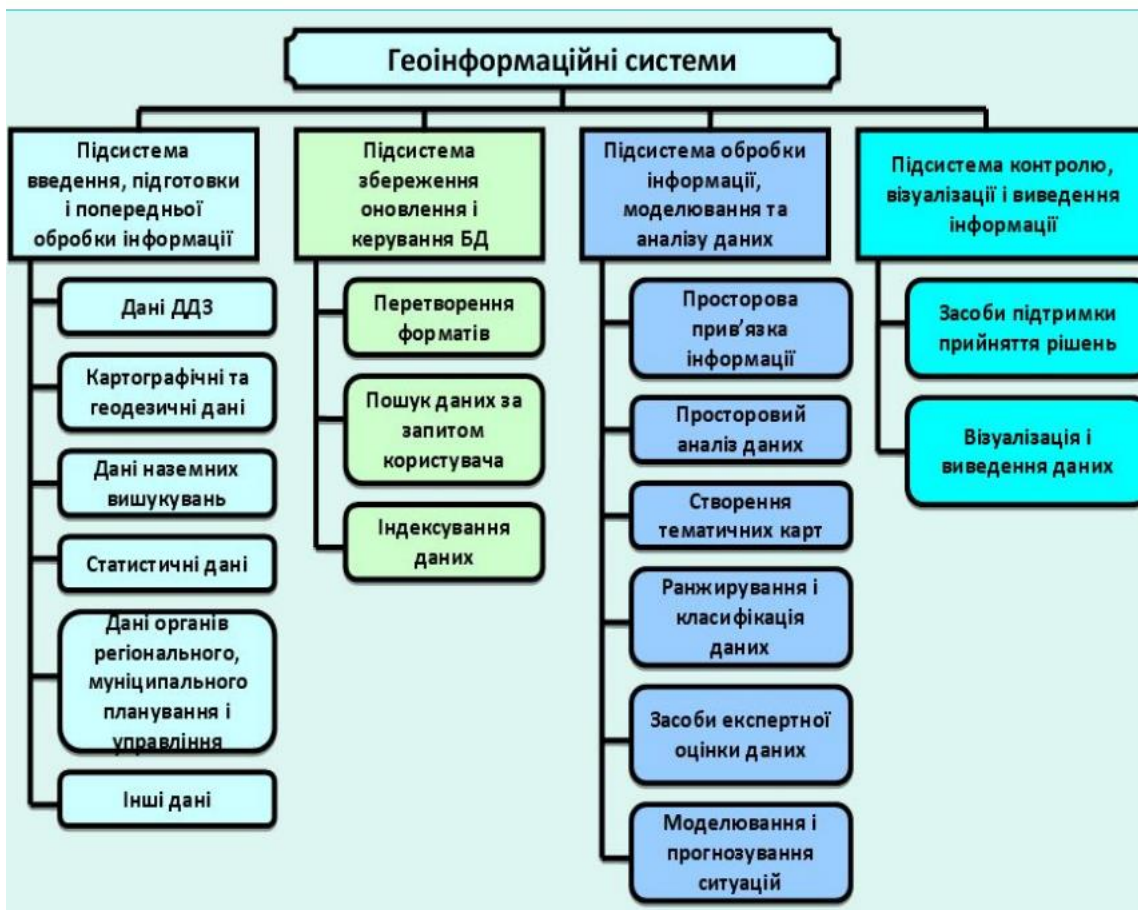 Геоінформаційні системи
Підсистема
введення, підготовки
і попередньої
обробки інформації
Дані ДДЗ
Картографічні та
геодезичні дані
Дані наземних
вишукувань
Статистичні дані
Дані органів
регіонального,
муніципального
планування і
управління
Інші дані
Підсистема
збереження
оновлення і
керування БД
Перетворення
форматів
Пошук даних за
запитом
користувача
Індексування
даних
Підсистема обробки
інформації,
моделювання та
аналізу даних
Просторова
прив’язка
інформації
Просторовий
аналіз даних
Створення
тематичних карт
Ранжирування і
класифікація
даних
Засоби експертної
оцінки даних
Моделювання і
прогнозування
ситуацій
Підсистема контролю,
візуалізації і виведення
інформації
Засоби підтримки
прийняття рішень
Візуалізація і
виведення даних